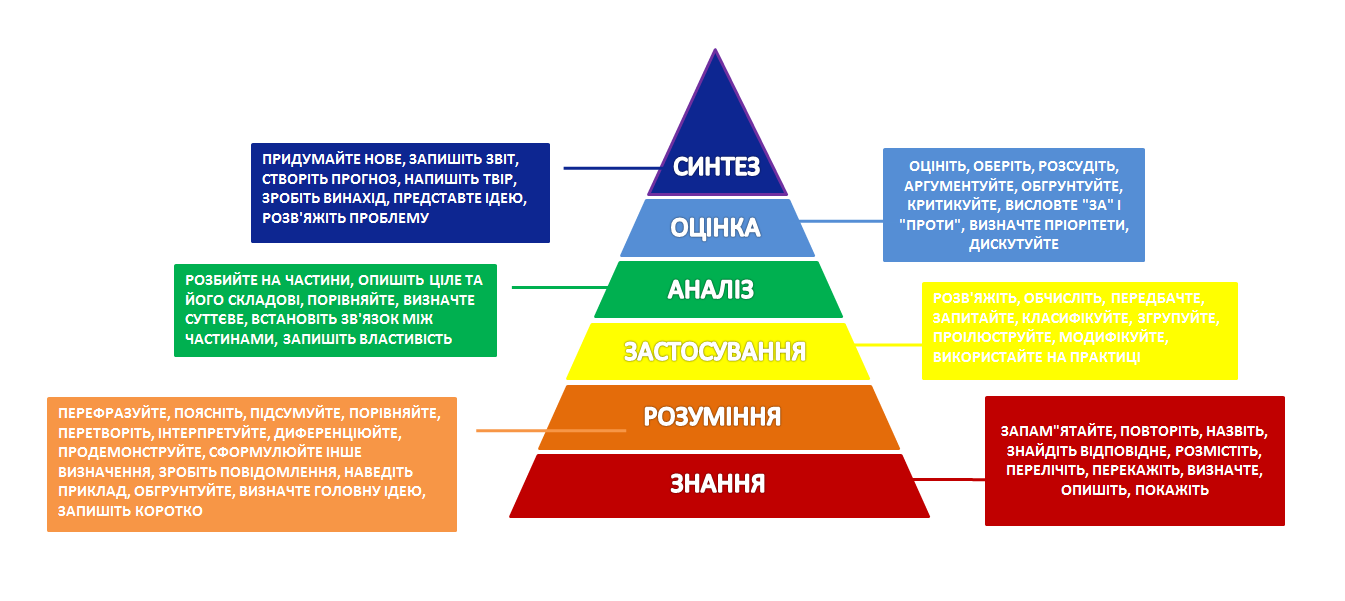 СИНТЕЗ
ПРИДУМАЙТЕ НОВЕ, ЗАПИШІТЬ ЗВІТ,
СТВОРІТЬ ПРОГНОЗ, НАПИШІТЬ ТВІР,
ЗРОБІТЬ ВИНАХІД, ПРЕДСТАВТЕ ІДЕЮ,
РОЗВ'ЯЖІТЬ ПРОБЛЕМУ
ОЦІНКА
ОЦІНІТЬ, ОБЕРІТЬ, РОЗСУДІТЬ,
АРГУМЕНТУЙТЕ, ОБГРУНТУЙТЕ,
КРИТИКУЙТЕ, ВИСЛОВТЕ "ЗА" І
"ПРОТИ", ВИЗНАЧТЕ ПРІОРІТЕТИ,
ДИСКУТУЙТЕ
АНАЛІЗ
РОЗБИЙТЕ НА ЧАСТИНИ, ОПИШІТЬ ЦІЛЕ ТА
ЙОГО СКЛАДОВІ, ПОРІВНЯЙТЕ, ВИЗНАЧТЕ
СУТТЄВЕ, ВСТАНОВІТЬ ЗВ'ЯЗОК МІЖ
ЧАСТИНАМИ, ЗАПИШІТЬ ВЛАСТИВІСТЬ
ЗАСТОСУВАННЯ
РОЗВ'ЯЖІТЬ, ОБЧИСЛІТЬ, ПЕРЕДБАЧТЕ,
ЗАПИТАЙТЕ, КЛАСИФІКУЙТЕ, ЗГРУПУЙТЕ,
ПРОІЛЮСТРУЙТЕ, МОДИФІКУЙТЕ,
ВИКОРИСТАЙТЕ НА ПРАКТИЦІ
РОЗУМІННЯ
ПЕРЕФРАЗУЙТЕ, ПОЯСНІТЬ, ПІДСУМУЙТЕ, ПОРІВНЯЙТЕ,
ПЕРЕТВОРІТЬ, ІНТЕРПРЕТУЙТЕ, ДИФЕРЕНЦІЮЙТЕ,
ПРОДЕМОНСТРУЙТЕ, СФОРМУЛЮЙТЕ ІНШЕ
ВИЗНАЧЕННЯ, ЗРОБІТЬ ПОВІДОМЛЕННЯ, НАВЕДІТЬ
ПРИКЛАД, ОБГРУНТУЙТЕ, ВИЗНАЧТЕ ГОЛОВНУ ІДЕЮ,
ЗАПИШІТЬ КОРОТКО
ЗНАННЯ
ЗАПАМ"ЯТАЙТЕ, ПОВТОРІТЬ, НАЗВІТЬ,
ЗНАЙДІТЬ ВІДПОВІДНЕ, РОЗМІСТІТЬ,
ПЕРЕЛІЧІТЬ, ПЕРЕКАЖІТЬ, ВИЗНАЧТЕ,
ОПИШІТЬ, ПОКАЖІТЬ